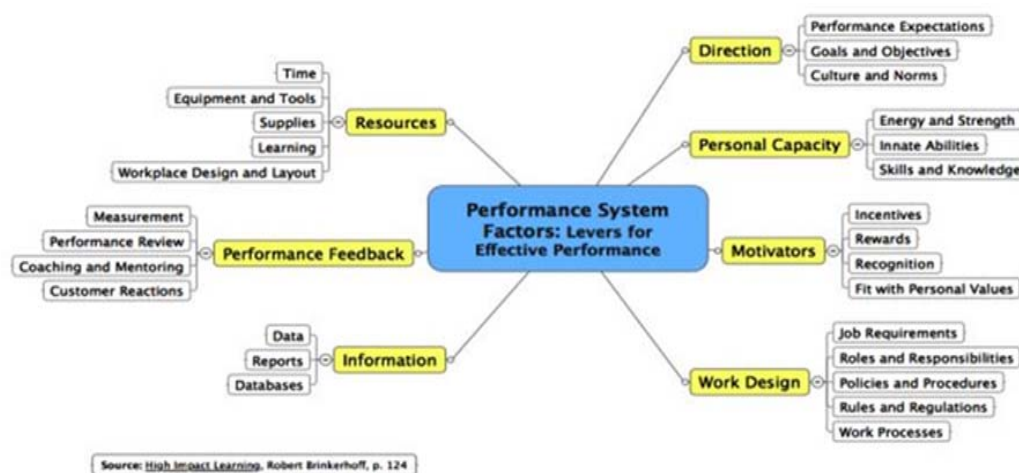 Performance System
Factors: Levers for
Effective Performance
Direction
Performance Expectations
Goals and Objectives
Culture and Norms
Personal Capacity
Energy and Strength
Innate Abilities
Skills and Knowledge
Motivators
Incentives
Rewards
Recognition
Fit with Personal Values
Work Design
Job Requirements
Roles and Responsibilities
Policies and Procedures
Rules and Regulations
Work Processes
Resources
Time
Equipment and Tools
Supplies
Learning
Workplace Design and Layout
Performance Feedback
Measurement
Performance Review
Coaching and Mentoring
Customer Reactions
Information
Data
Reports
Databases
Source: High Impact Learning, Robert Brinkerhoff, p. 124